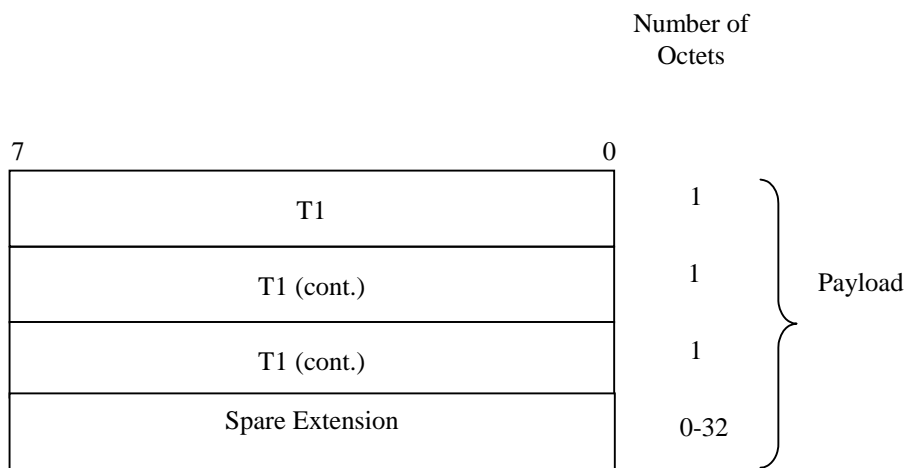 Number of
Octets
7 0
T1 1
T1 (cont.) 1
Payload
T1 (cont.) 1
Spare Extension 0-32